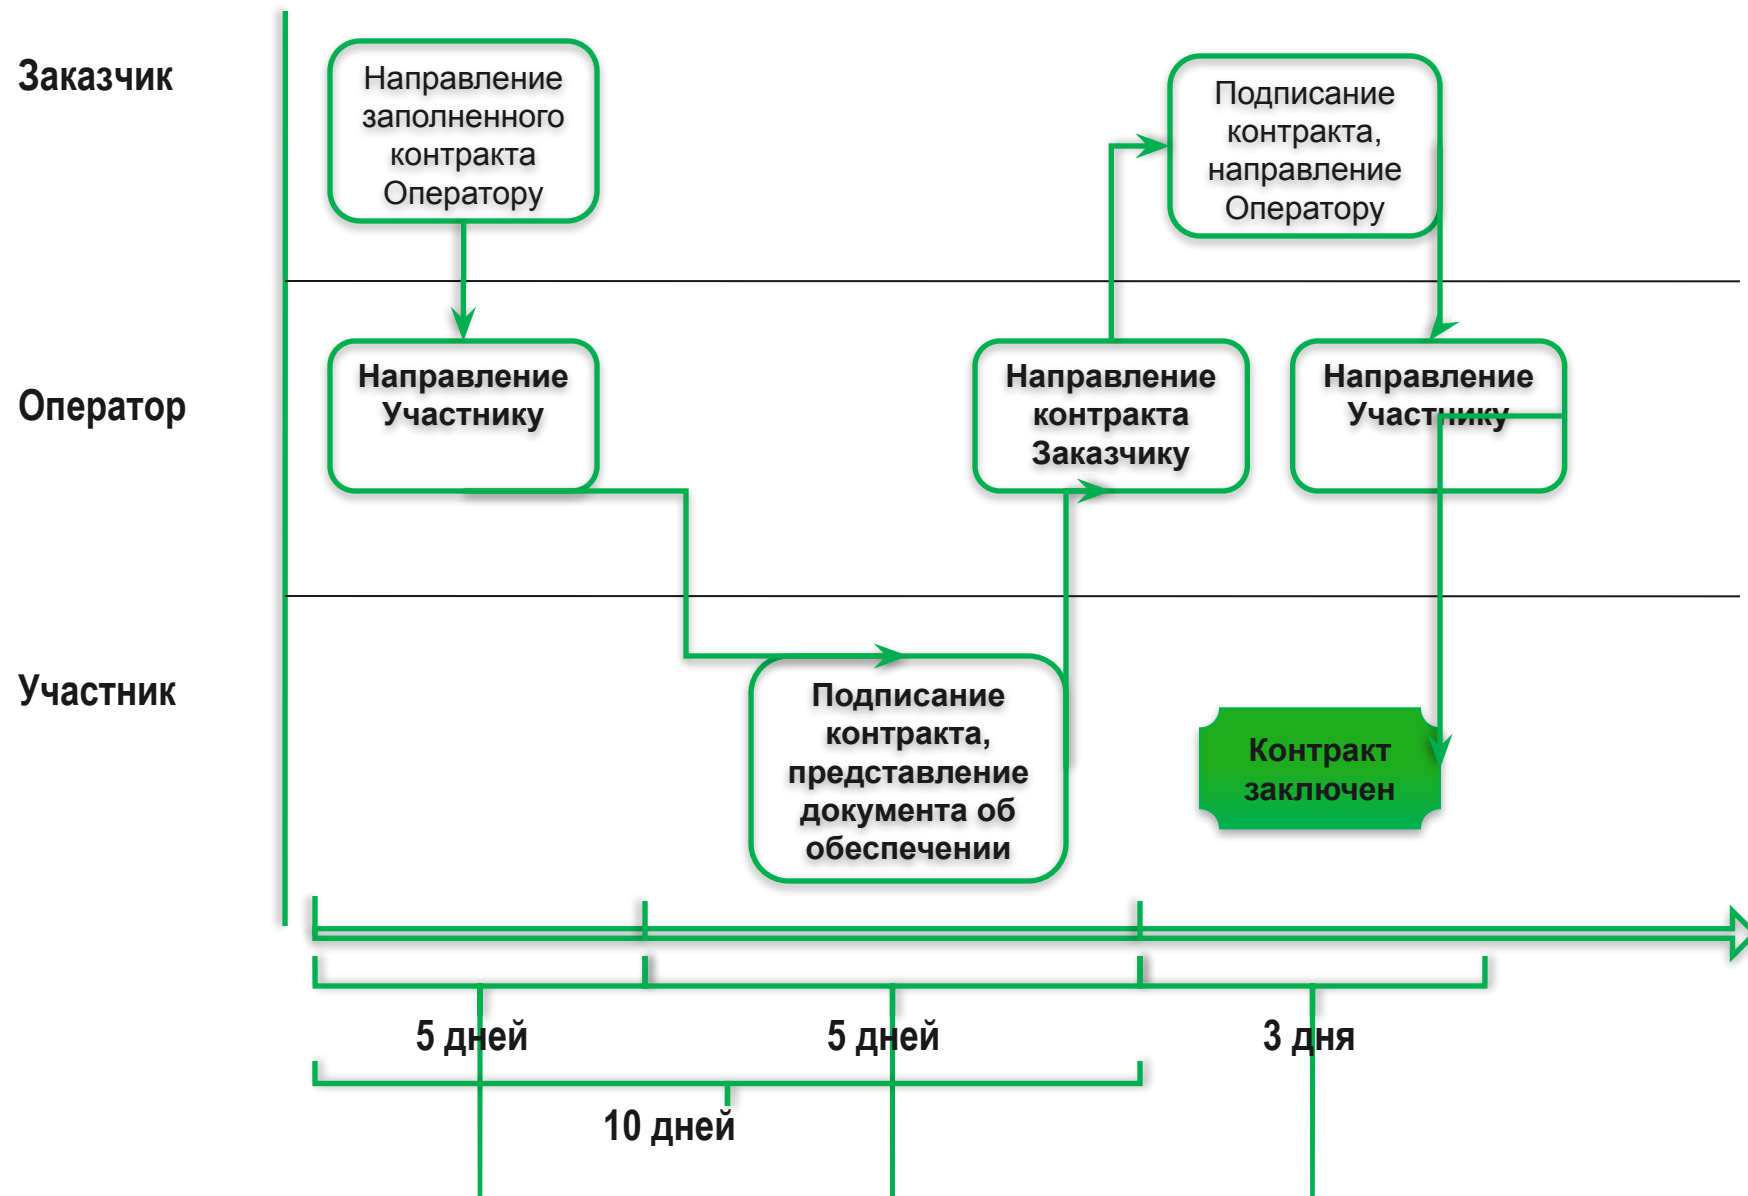 Заказчик
Направление
заполненного
контракта
Оператору
Подписание
контракта,
направление
Оператору
Оператор
Направление
Участнику
Направление
контракта
Заказчику
Направление
Участнику
Участник
Подписание
контракта,
представление
документа об
обеспечении
Контракт
заключен
5 дней
5 дней
3 дня
10 дней